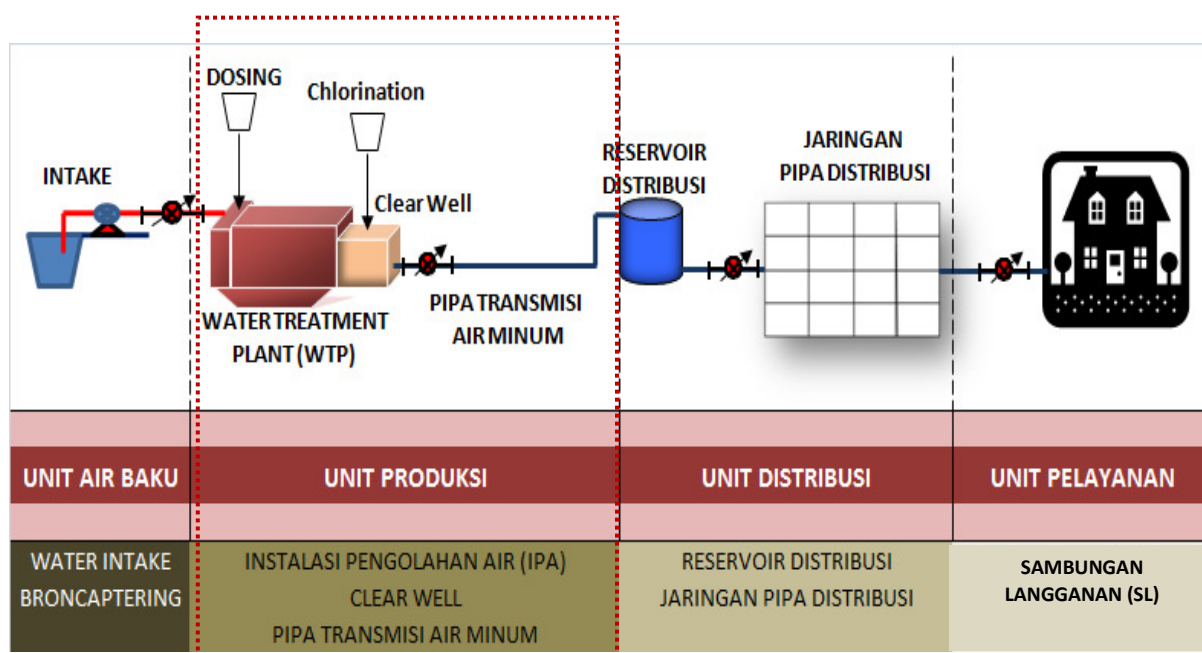 DOSING
Chlorination
INTAKE
Clear Well
WATER TREATMENT
PLANT (WTP)
PIPA TRANSMISI
AIR MINUM
RESERVOIR
DISTRIBUSI
JARINGAN
PIPA DISTRIBUSI
UNIT AIR BAKU
UNIT PRODUKSI
UNIT DISTRIBUSI
UNIT PELAYANAN
WATER INTAKE
BRONCAPTERING
INSTALASI PENGOLAHAN AIR (IPA)
CLEAR WELL
PIPA TRANSMISI AIR MINUM
RESERVOIR DISTRIBUSI
JARINGAN PIPA DISTRIBUSI
SAMBUNGAN
LANGGANAN (SL)